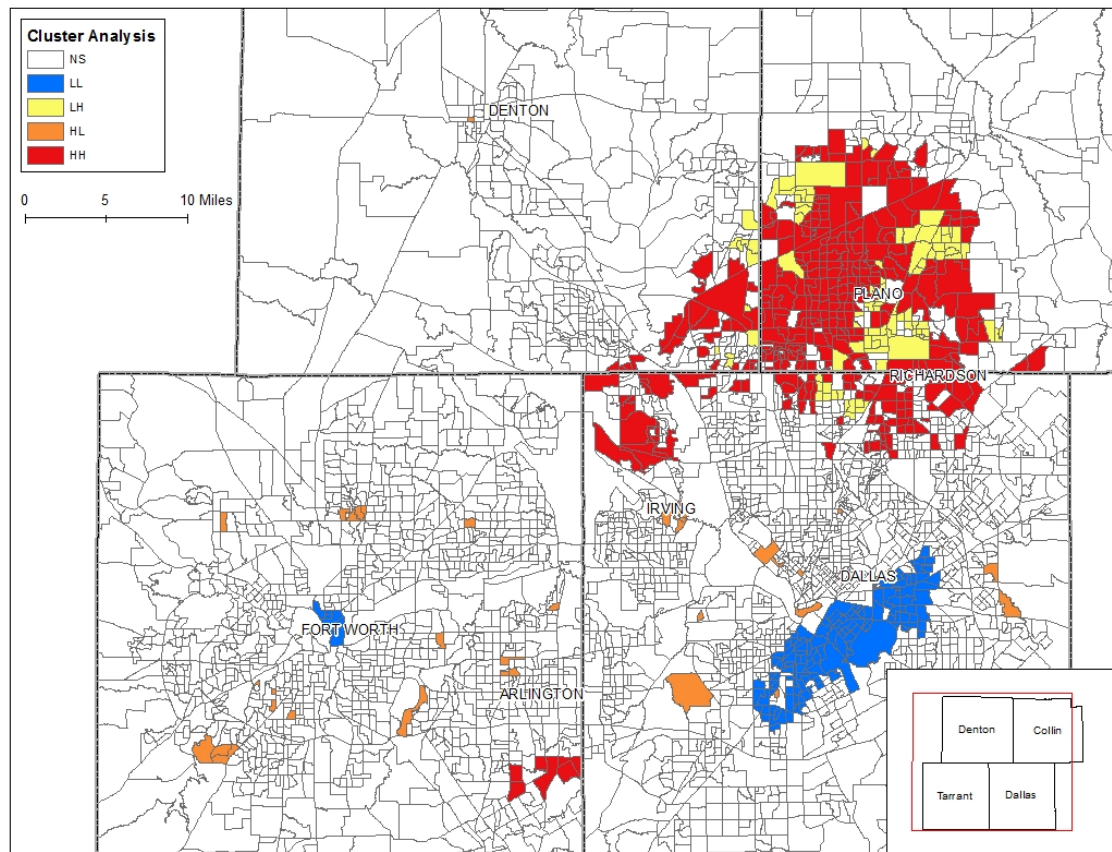 Cluster Analysis
NS
LL
LH
HL
HH
0 5 10 Miles
DENTON
PLANO
RICHARDSON
IRVING
DALLAS
FORT WORTH
ARLINGTON
Denton Collin
Tarrant Dallas